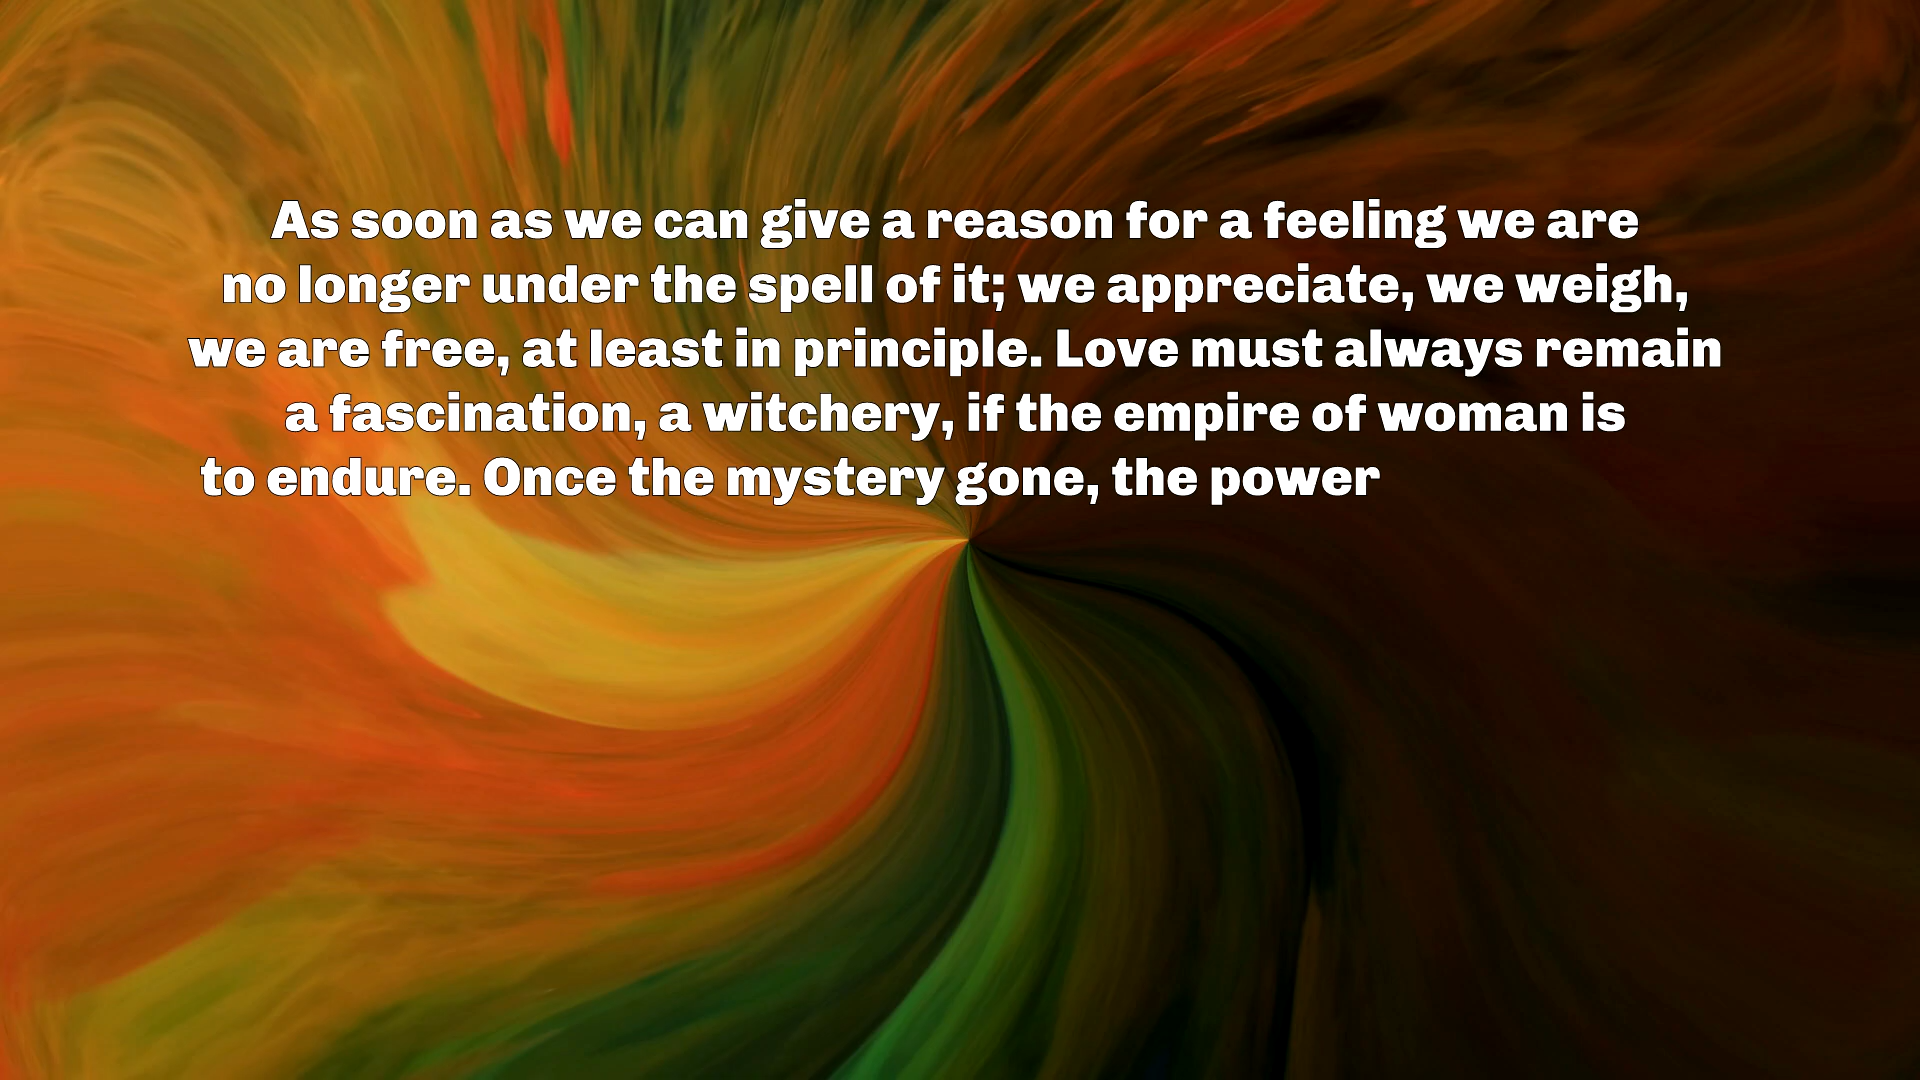 As soon as we can give a reason for a feeling we are
no longer under the spell of it; we appreciate, we weigh,
we are free, at least in principle. Love must always remain
a fascination, a witchery, if the empire of woman is
to endure. Once the mystery gone, the power